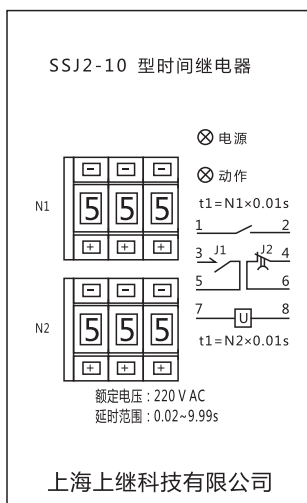 SSJ2-10 型时间继电器
电源
动作
t1=N1×0.01s
N1
- - -
5 5 5
+ + +
1 2
3 J1 J2 4
5 6
7 U 8
t1=N2×0.01s
N2
- - -
5 5 5
+ + +
额定电压 : 220 V AC
延时范围 : 0.02~9.99s
上海上继科技有限公司